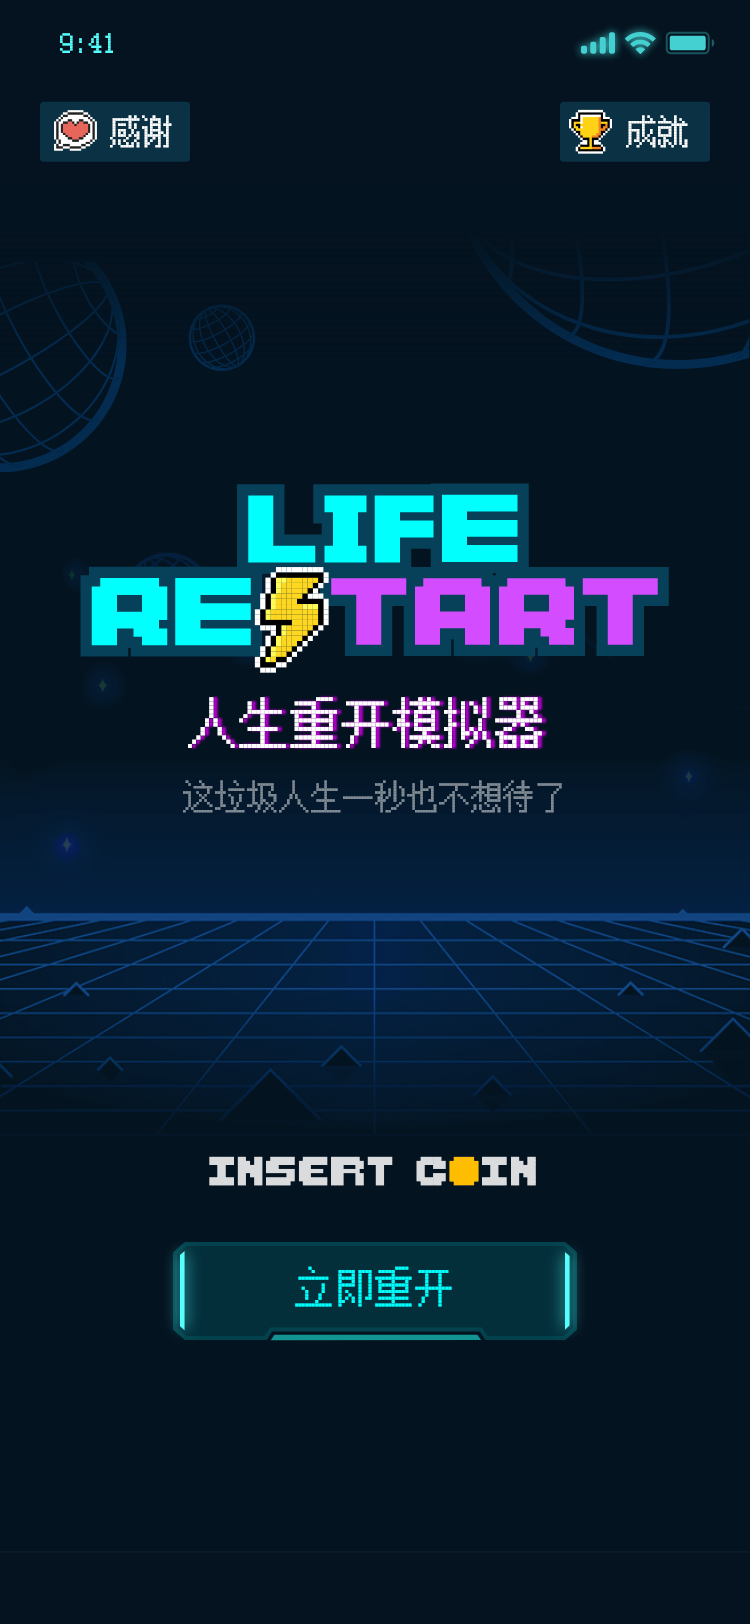 9:41
感谢
成就
LIFE
RESTART
人生重开模拟器
这垃圾人生一秒也不想待了
INSERT COIN
立即重开